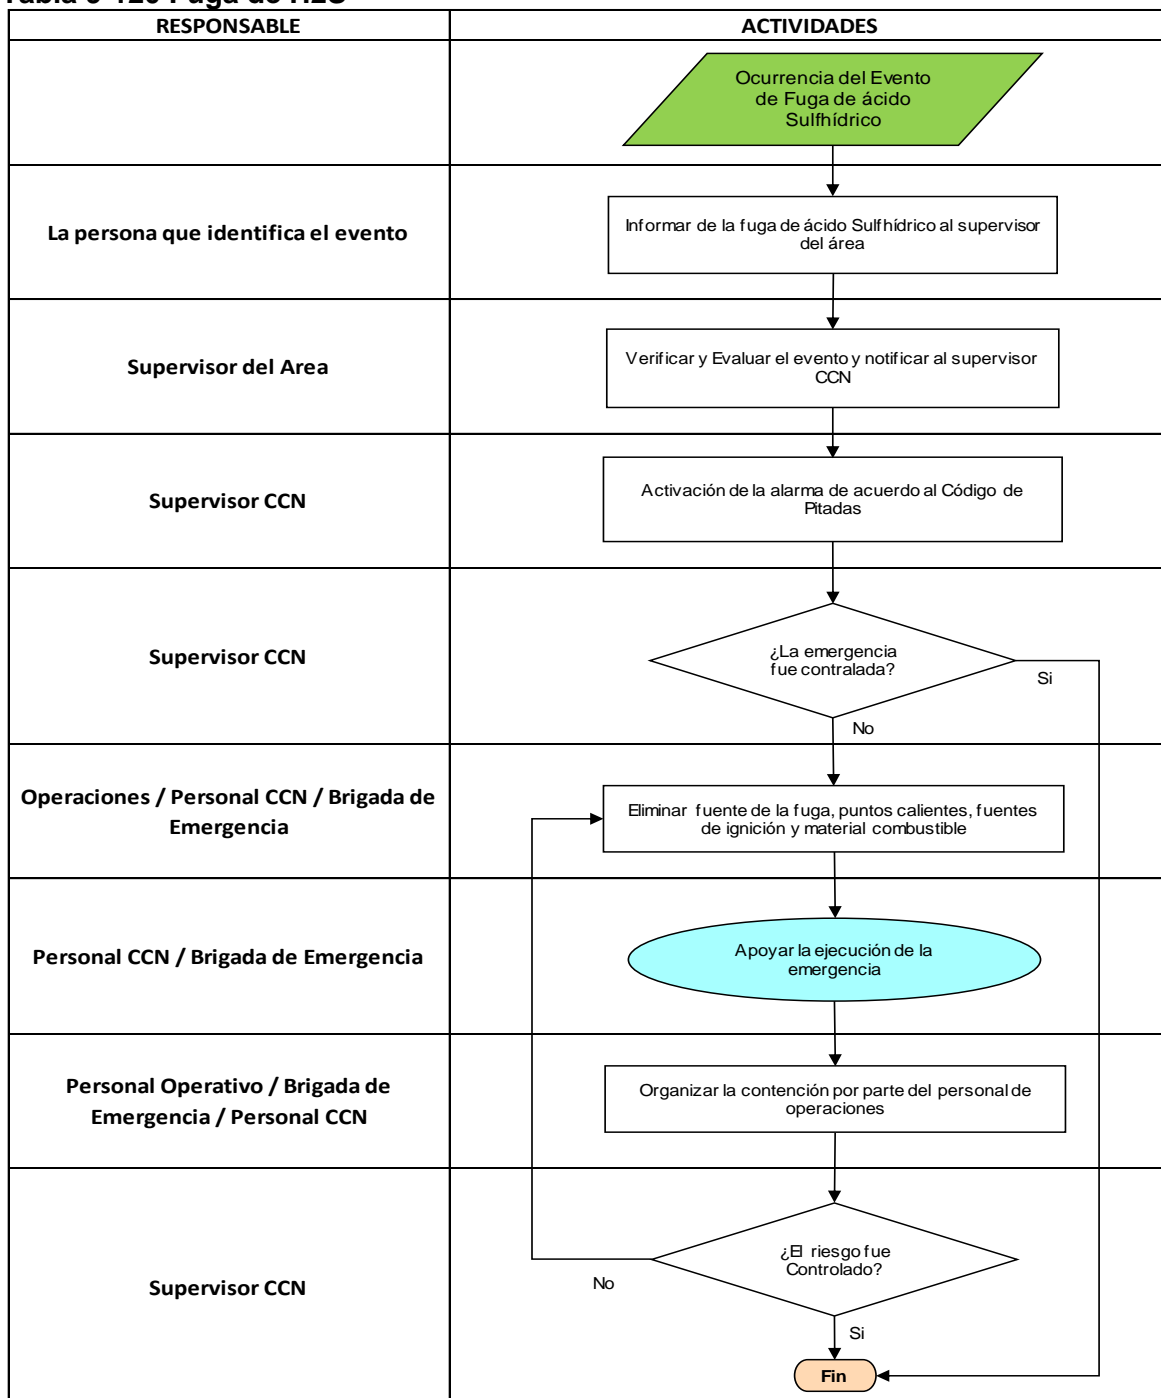 RESPONSABLE
ACTIVIDADES
Ocurrencia del Evento
de Fuga de ácido
Sulfhídrico
La persona que identifica el evento
Informar de la fuga de ácido Sulfhídrico al supervisor
del área
Supervisor del Area
Verificar y Evaluar el evento y notificar al supervisor
CCN
Supervisor CCN
Activación de la alarma de acuerdo al Código de
Pitadas
Supervisor CCN
¿La emergencia
fue contralada?
Si
No
Operaciones / Personal CCN / Brigada de
Emergencia
Eliminar fuente de la fuga, puntos calientes, fuentes
de ignición y material combustible
Personal CCN / Brigada de Emergencia
Apoyar la ejecución de la
emergencia
Personal Operativo / Brigada de
Emergencia / Personal CCN
Organizar la contención por parte del personal de
operaciones
Supervisor CCN
¿El riesgo fue
Controlado?
No
Si
Fin